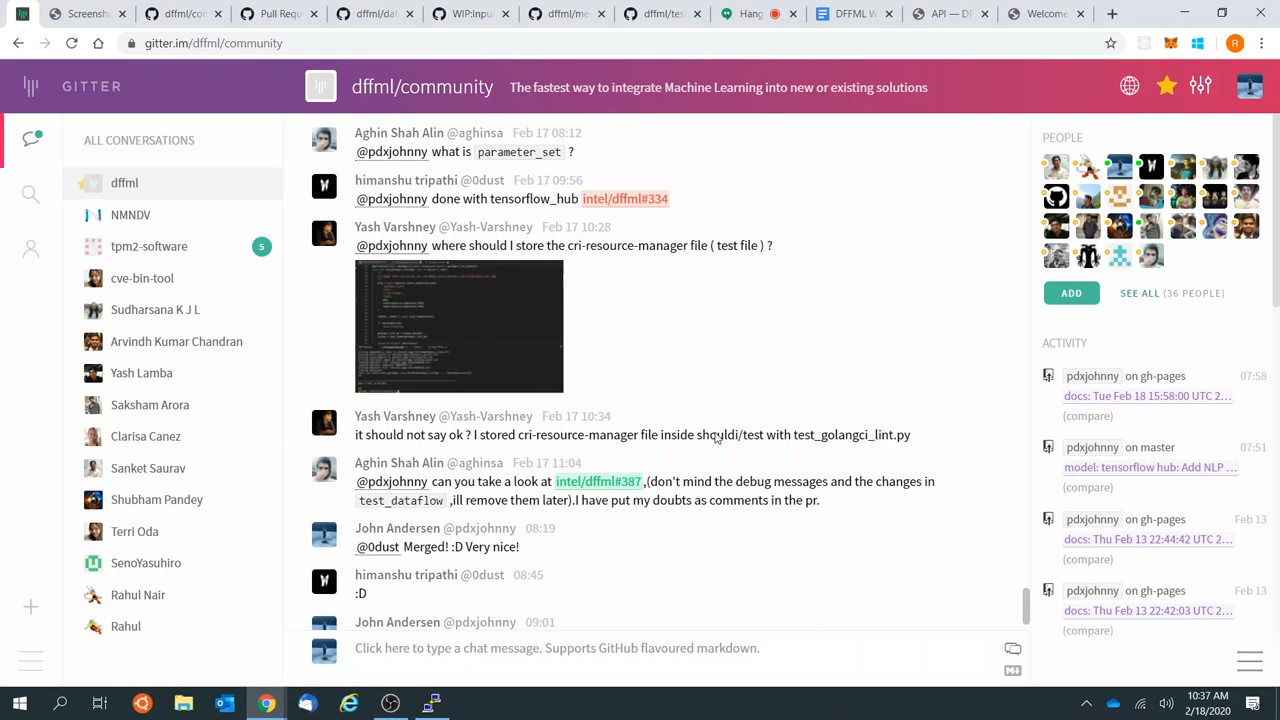 dffml
Pull Requ
dffml/dat
IPInpu
dffml/me
dffml/test
Hang
DFFML W
API — DF
Sched
gitter.im/dffml/community
R
GITTER
dffml/community
The fastest way to integrate Machine Learning into new or existing solutions
ALL CONVERSATIONS
dffml
NMNDV
tpm2-software
5
Sudharsana K J L
Kumar Chandran
Yash Lamba
Saksham Arora
Clarisa Canez
Sanket Saurav
Shubham Pandey
Terri Oda
SenoYasuhiro
Rahul Nair
Rahul
Aghin Shah Alin @aghinsa Feb 17 08:12
@pdxjohnny what is parameter_set ?
himanshu tripathi @0dust Feb 17 09:56
@pdxjohnny done with tensorflow_hub intel/dffml#334
Yash Varshney @Yash-Varshney Feb 17 10:28
@pdxjohnny where should I store the cri-resource-manager file ( test file ) ?
Yash Varshney @Yash-Varshney Feb 17 10:34
it should not say ok ? I stored cri-resource-manager file inside shouldi/test with test_golangci_lint.py
Aghin Shah Alin @aghinsa Feb 17 11:04
@pdxjohnny can you take a look at intel/dffml#387 ,(don't mind the debug messages and the changes in
test_dataflow ,ill remove them later).I have put my doubts as comments in the pr.
John Andersen @pdxjohnny 08:19
@0dust Merged! :D Very nice!
himanshu tripathi @0dust 08:45
:D
John Andersen @pdxjohnny 09:01
Click here to type a chat message. Supports GitHub flavoured markdown.
PEOPLE
ADD
SEE ALL PEOPLE)
ACTIVITY
pdxjohnny on gh-pages 07:58
docs: Tue Feb 18 15:58:00 UTC 2...
(compare)
pdxjohnny on master 07:51
model: tensorflow hub: Add NLP ...
(compare)
pdxjohnny on gh-pages Feb 13
docs: Thu Feb 13 22:44:42 UTC 2...
(compare)
pdxjohnny on gh-pages Feb 13
docs: Thu Feb 13 22:42:03 UTC 2...
(compare)
10:37 AM
2/18/2020